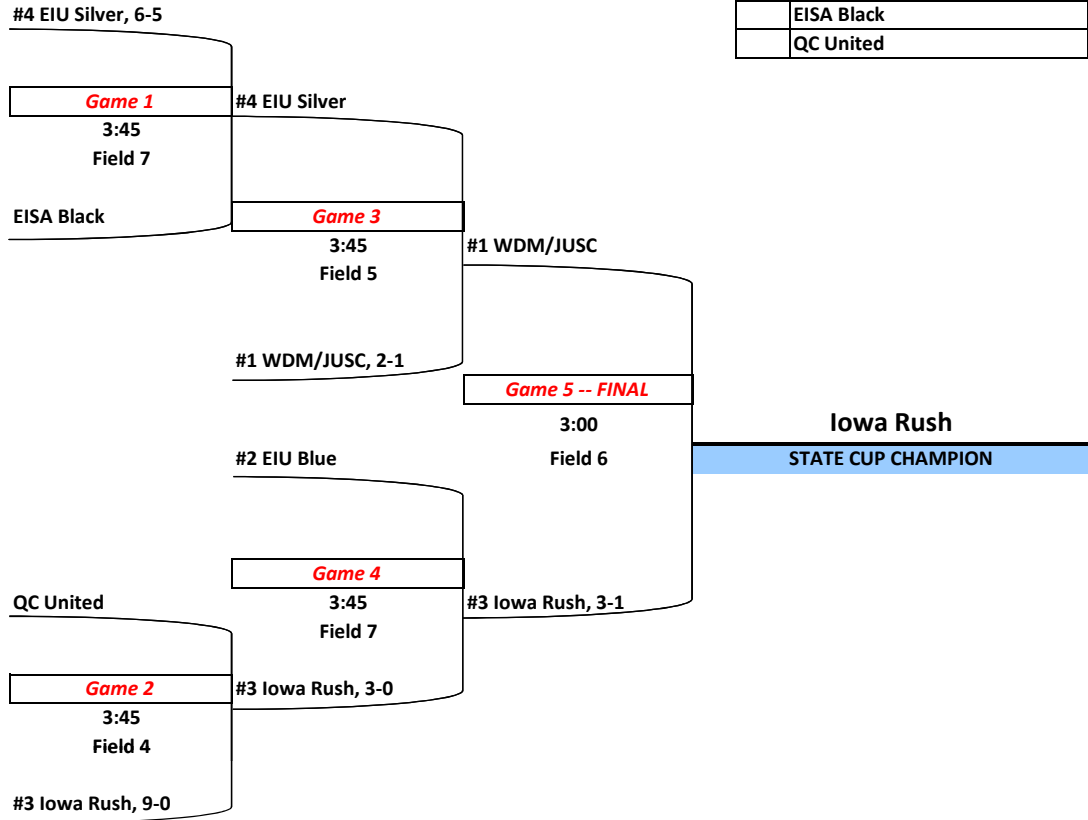 #4 EIU Silver, 6-5
EISA Black
QC United
Game 1
#4 EIU Silver
3:45
Field 7
EISA Black
Game 3
3:45
#1 WDM/JUSC
Field 5
#1 WDM/JUSC, 2-1
Game 5 -- FINAL
3:00
Iowa Rush
#2 EIU Blue
Field 6
STATE CUP CHAMPION
Game 4
QC United
3:45
#3 Iowa Rush, 3-1
Field 7
Game 2
#3 Iowa Rush, 3-0
3:45
Field 4
#3 Iowa Rush, 9-0